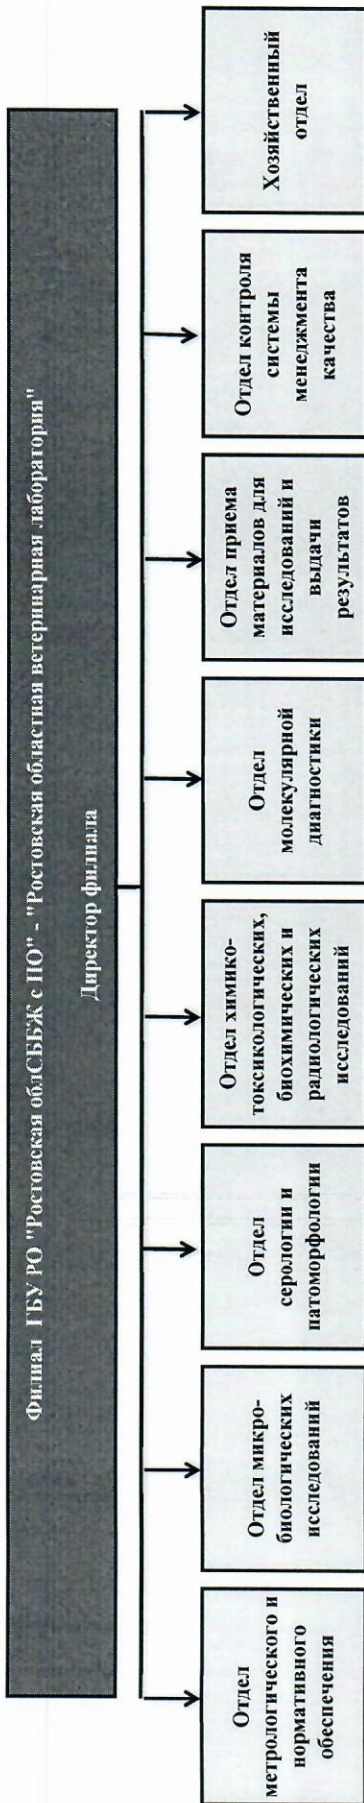 Филиал ГБУ РО "Ростовская облСББЖ с ПО" - "Ростовская областная ветеринарная лаборатория"
Директор филиала
Отдел
метрологического и
нормативного
обеспечения
Отдел микро-
биологических
исследований
Отдел
серологии и
патоморфологии
Отдел химико-
токсикологических,
биохимических и
радиологических
исследований
Отдел
молекулярной
диагностики
Отдел приема
материалов для
исследований и
выдачи
результатов
Отдел контроля
системы
менеджмента
качества
Хозяйственный
отдел